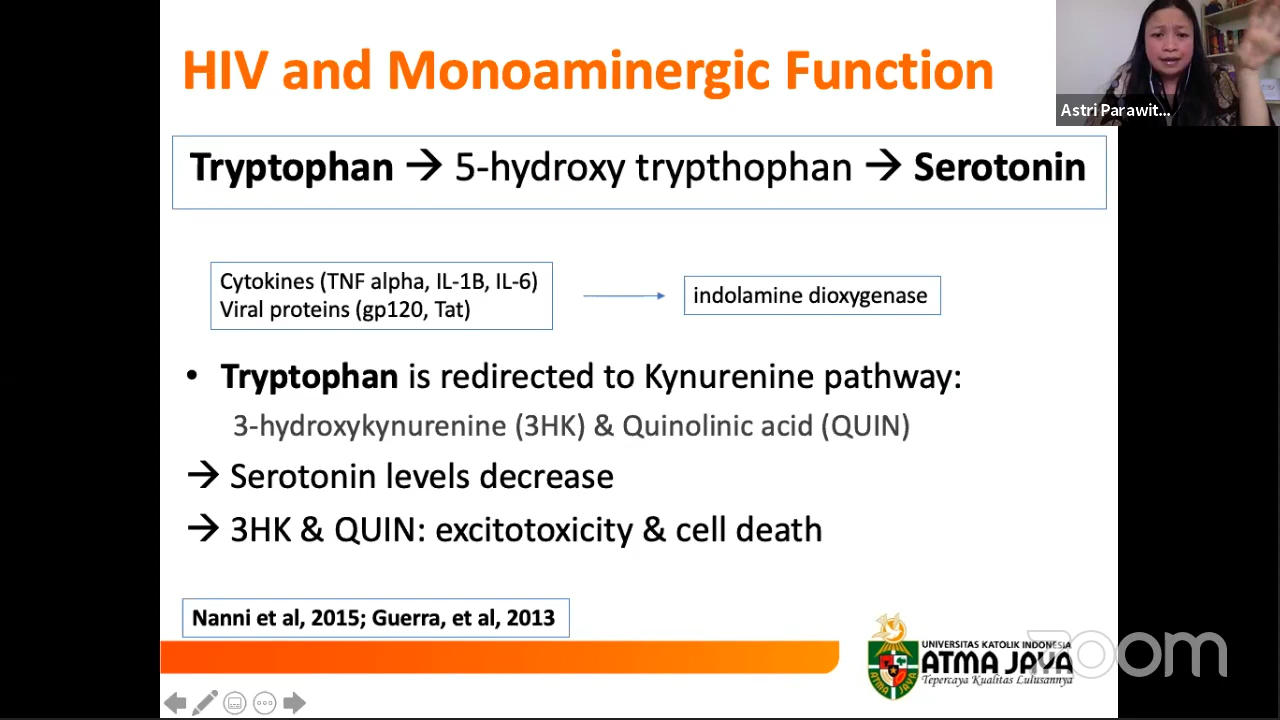 HIV and Monoaminergic Function
Astri Parawit...
Tryptophan → 5-hydroxy trypthophan → Serotonin
Cytokines (TNF alpha, IL-1B, IL-6)
Viral proteins (gp120, Tat)
indolamine dioxygenase
• Tryptophan is redirected to Kynurenine pathway:
3-hydroxykynurenine (3HK) & Quinolinic acid (QUIN)
→ Serotonin levels decrease
→ 3HK & QUIN: excitotoxicity & cell death
Nanni et al, 2015; Guerra, et al, 2013
UNIVERSITAS KATOLIK INDONESIA
ATMA JAYA
Tepercaya Kualitas Lulusannya
zoom